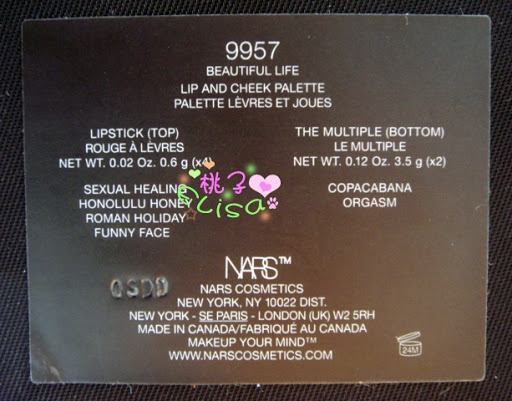 9957
BEAUTIFUL LIFE
LIP AND CHEEK PALETTE
PALETTE LÈVRES ET JOUES
LIPSTICK (TOP)
ROUGE À LÈVRES
NET WT. 0.02 Oz. 0.6 g (x4)
SEXUAL HEALING
HONOLULU HONEY
ROMAN HOLIDAY
FUNNY FACE
THE MULTIPLE (BOTTOM)
LE MULTIPLE
NET WT. 0.12 Oz. 3.5 g (x2)
COPACABANA
ORGASM
桃子
Lisa
NARS™
NARS COSMETICS
NEW YORK, NY 10022 DIST.
NEW YORK - SE PARIS - LONDON (UK) W2 5RH
MADE IN CANADA/FABRIQUÉ AU CANADA
MAKEUP YOUR MIND™
WWW.NARSCOSMETICS.COM
24M